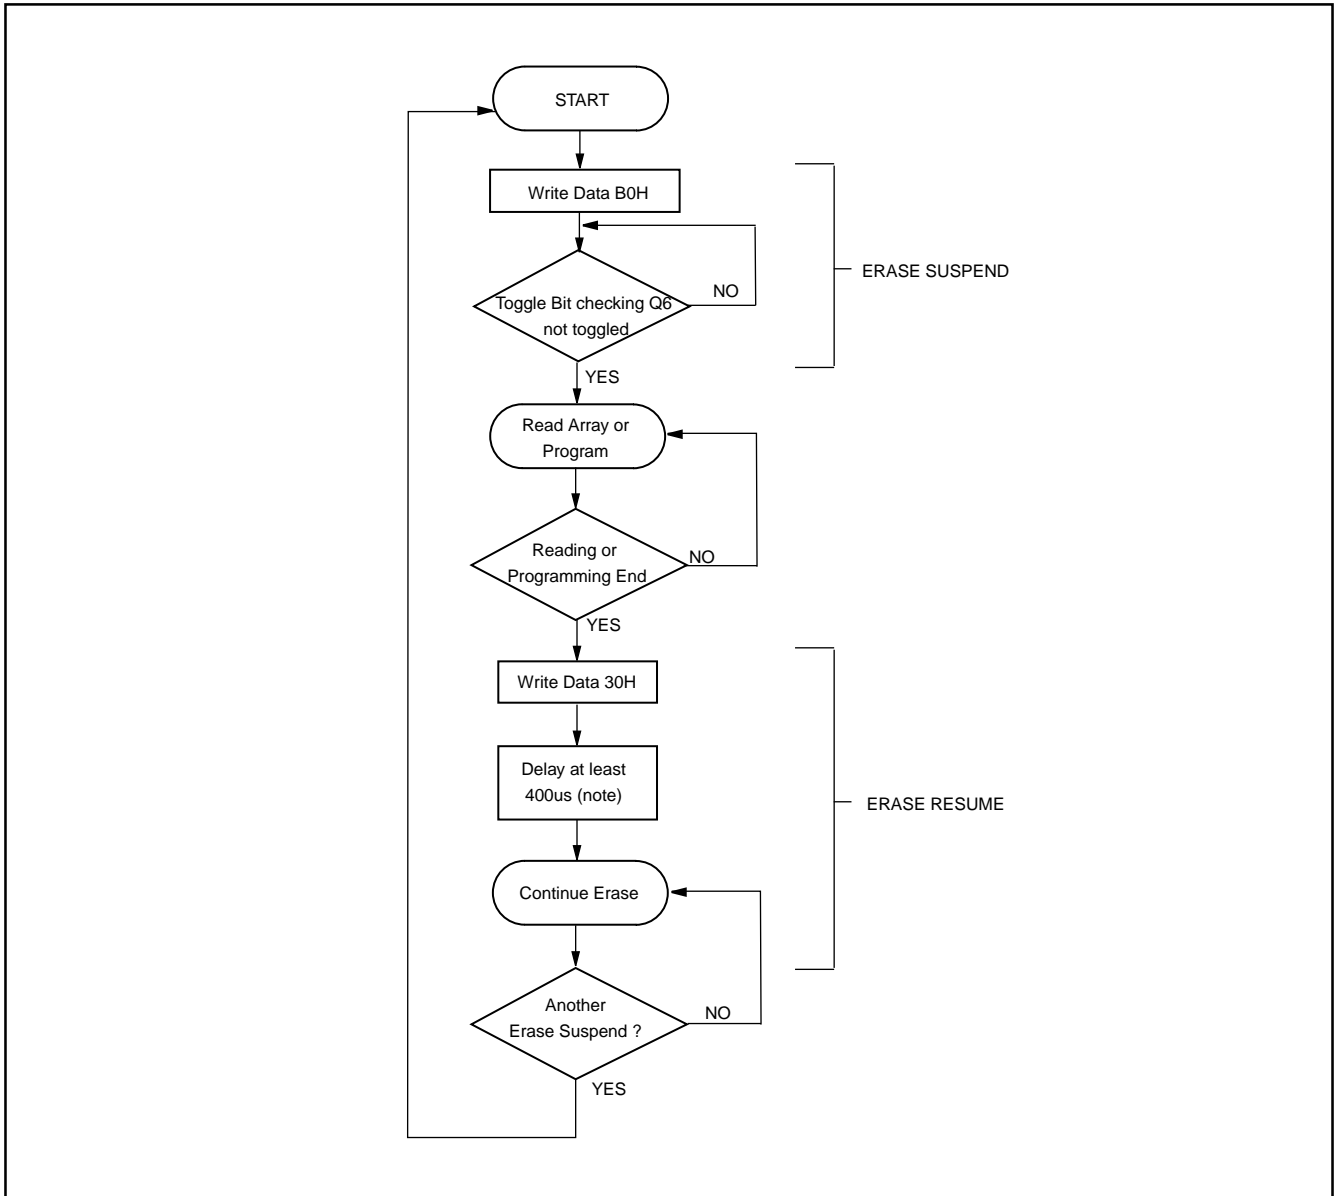 START
Write Data B0H
ERASE SUSPEND
NO
Toggle Bit checking Q6
not toggled
YES
Read Array or
Program
Reading or
NO
Programming End
YES
Write Data 30H
Delay at least
400us (note)
ERASE RESUME
Continue Erase
Another
NO
Erase Suspend ?
YES